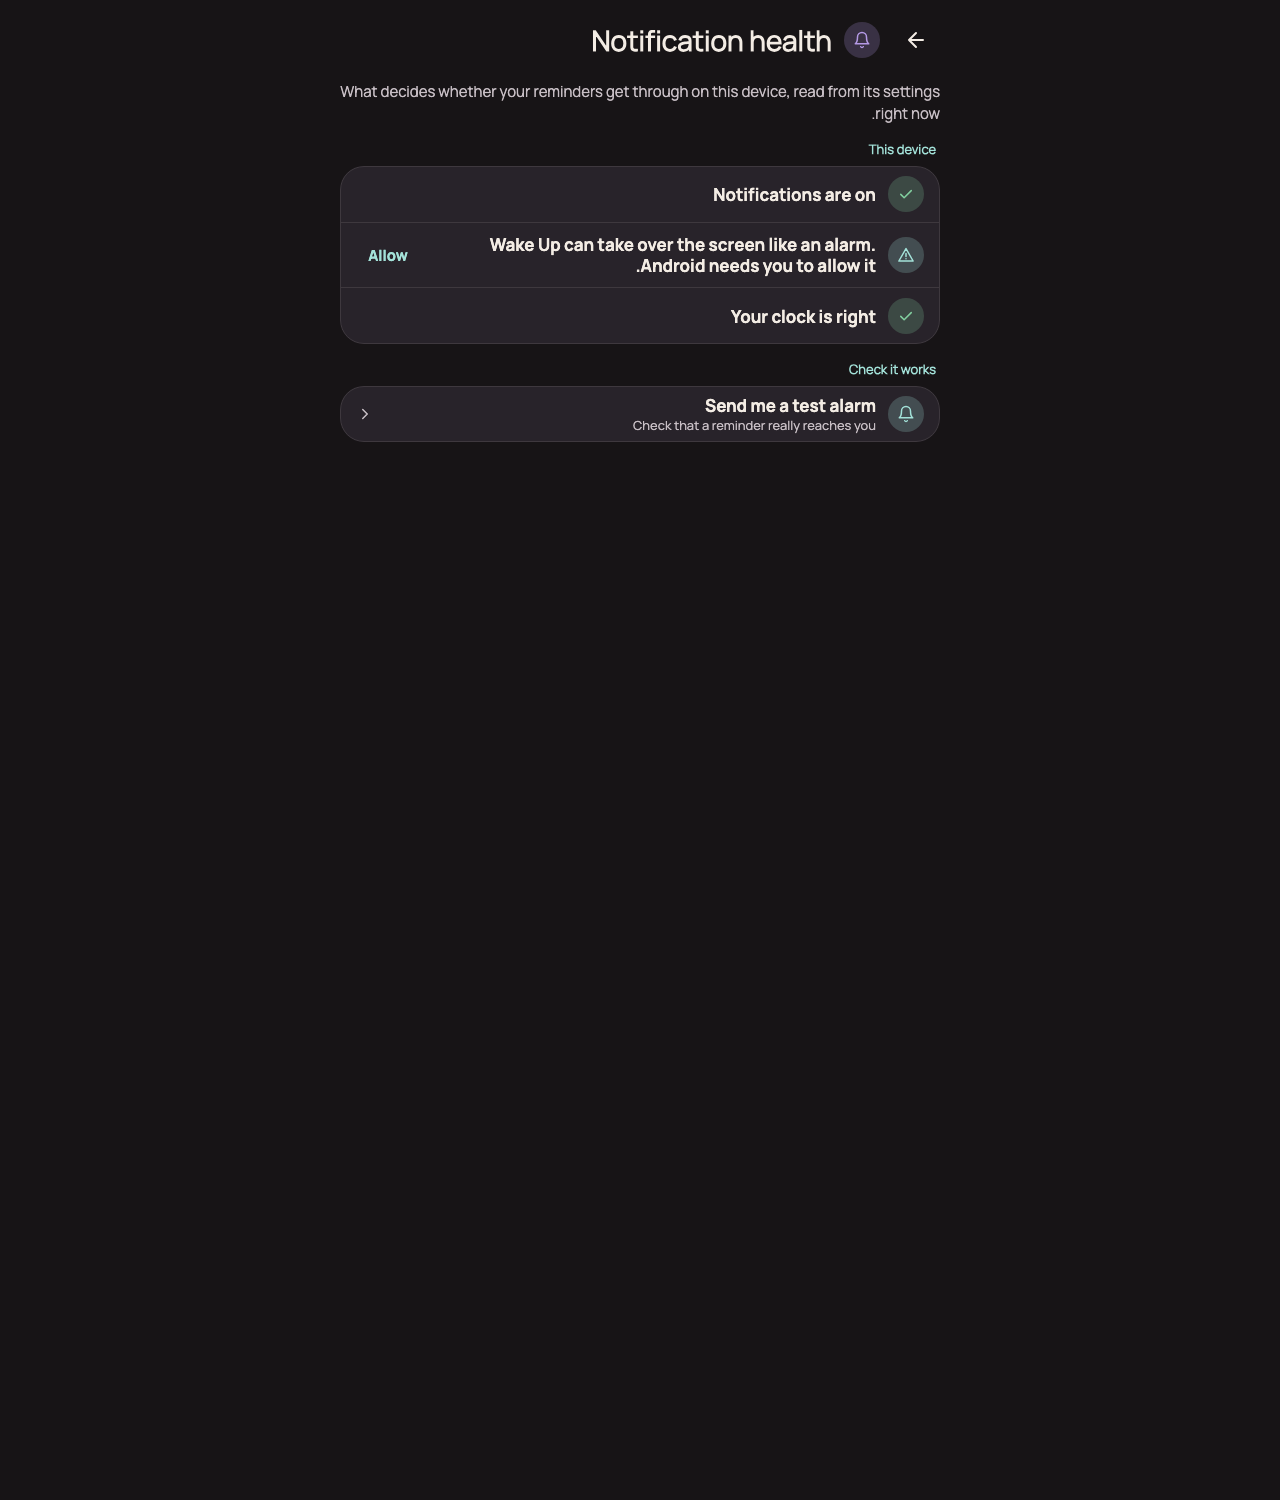 Notification health
What decides whether your reminders get through on this device, read from its settings
.right now
This device
Notifications are on
Wake Up can take over the screen like an alarm.
.Android needs you to allow it
Allow
Your clock is right
Check it works
Send me a test alarm
Check that a reminder really reaches you